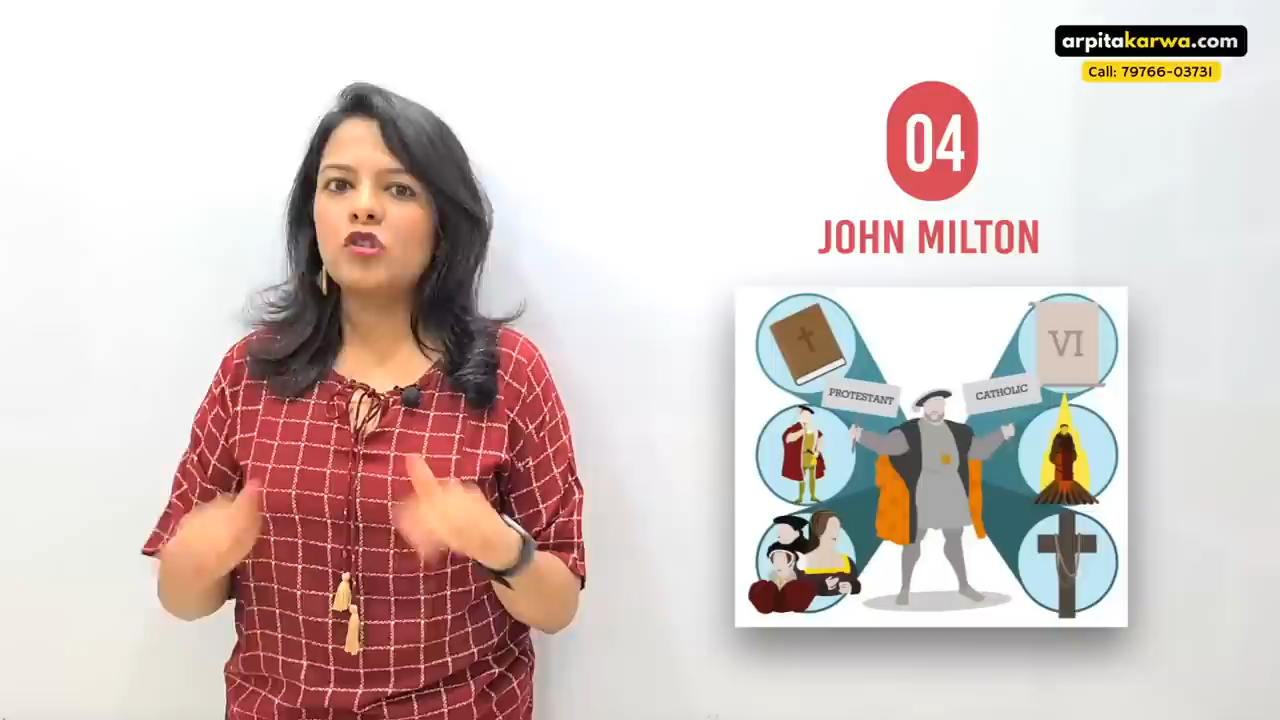 arpitakarwa.com
Call: 79766-03731
04
JOHN MILTON
VI
PROTESTANT
CATHOLIC